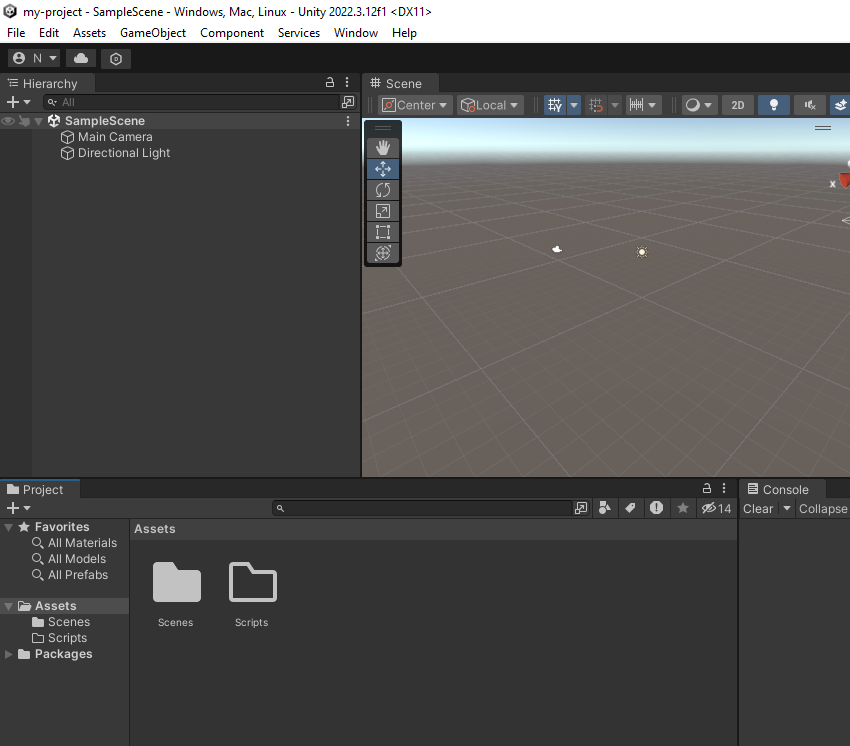 my-project - SampleScene - Windows, Mac, Linux - Unity 2022.3.12f1 <DX11>
File Edit Assets GameObject Component Services Window Help
N
Hierarchy
All
SampleScene
Main Camera
Directional Light
Scene
Center Local 2D
X
Project
14
Favorites
All Materials
All Models
All Prefabs
Assets
Scenes
Scripts
Packages
Assets
Scenes Scripts
Console
Clear Collapse